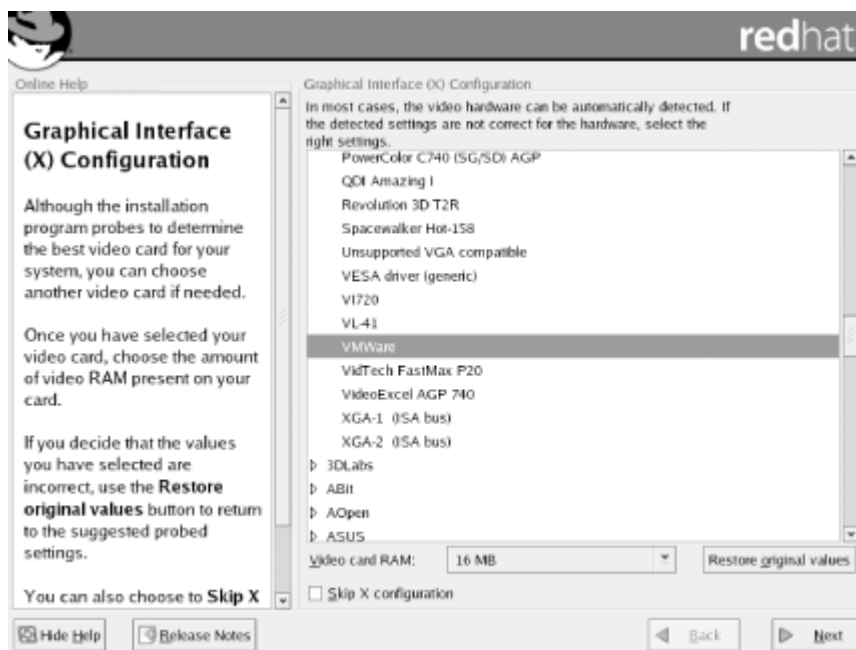 redhat
Online Help
Graphical Interface
(X) Configuration
Although the installation
program probes to determine
the best video card for your
system, you can choose
another video card if needed.
Once you have selected your
video card, choose the amount
of video RAM present on your
card.
If you decide that the values
you have selected are
incorrect, use the Restore
original values button to return
to the suggested probed
settings.
You can also choose to Skip X
Graphical Interface (X) Configuration
In most cases, the video hardware can be automatically detected. If
the detected settings are not correct for the hardware, select the
right settings.
PowerColor C740 (SG/SD) AGP
QDI Amazing I
Revolution 3D T2R
Spacewalker Hot-158
Unsupported VGA compatible
VESA driver (generic)
VI720
VL-41
VMWare
VidTech FastMax P20
VideoExcel AGP 740
XGA-1 (ISA bus)
XGA-2 (ISA bus)
3DLabs
ABit
AOpen
ASUS
Video card RAM: 16 MB Restore original values
Skip X configuration
Hide Help Release Notes Back Next